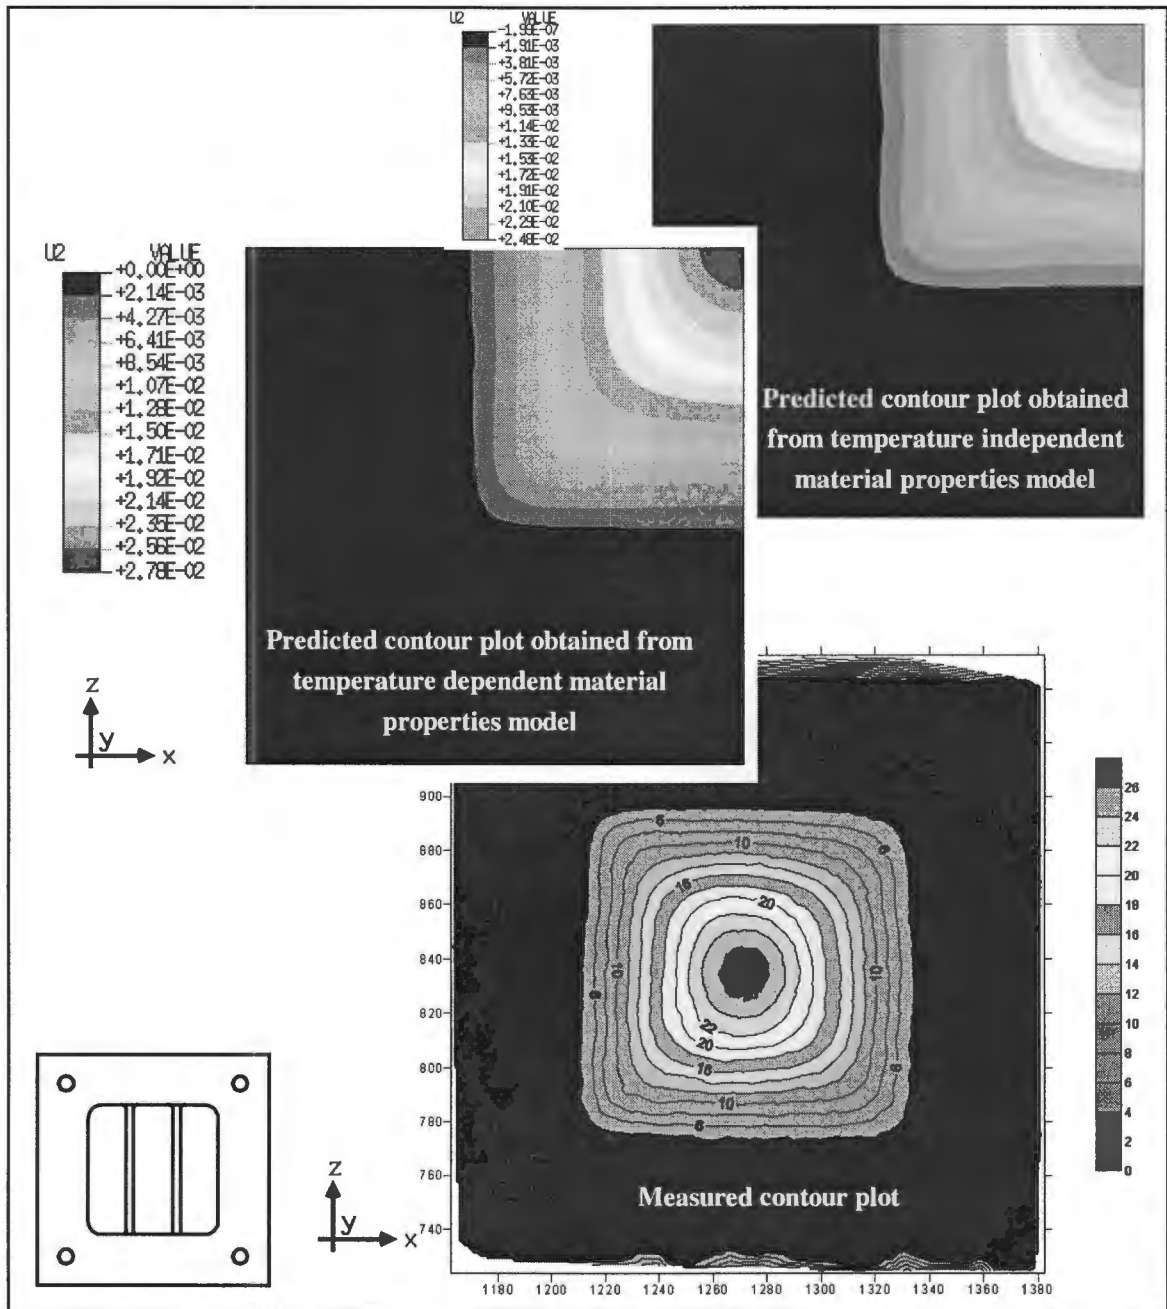 U2 VALUE
-1.99E-07
+1.91E-03
+3.81E-03
+5.72E-03
+7.63E-03
+9.53E-03
+1.14E-02
+1.33E-02
+1.53E-02
+1.72E-02
+1.91E-02
+2.10E-02
+2.29E-02
+2.48E-02
U2 VALUE
+0.00E+00
+2.14E-03
+4.27E-03
+6.41E-03
+8.54E-03
+1.07E-02
+1.28E-02
+1.50E-02
+1.71E-02
+1.92E-02
+2.14E-02
+2.35E-02
+2.56E-02
+2.78E-02
Predicted contour plot obtained
from temperature independent
material properties model
Predicted contour plot obtained from
temperature dependent material
properties model
z
y
x
900
880
860
840
820
800
780
760
740
10
16
20
10
10
22
20
16
10
6
26
24
22
20
18
16
14
12
10
8
6
4
2
0
Measured contour plot
z
y
x
1180 1200 1220 1240 1260 1280 1300 1320 1340 1360 1380